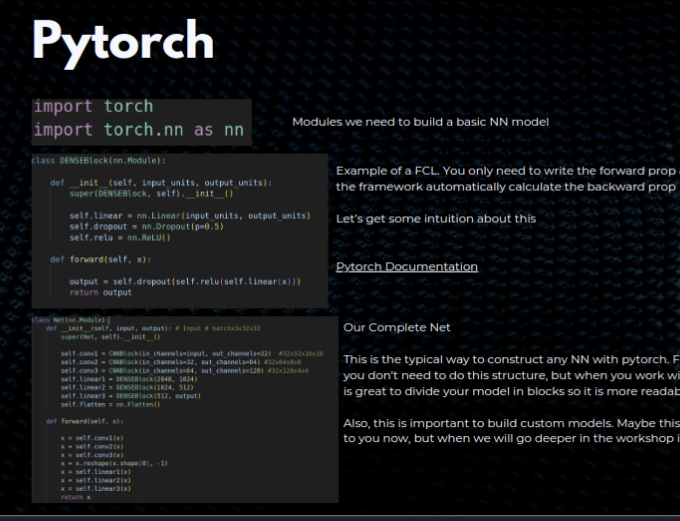 Pytorch
import torch
import torch.nn as nn
Modules we need to build a basic NN model
class DENSEBlock(nn.Module):
def __init__(self, input_units, output_units):
super(DENSEBlock, self).__init__()
self.linear = nn.Linear(input_units, output_units)
self.dropout = nn.Dropout(p=0.5)
self.relu = nn.ReLU()
def forward(self, x):
output = self.dropout(self.relu(self.linear(x)))
return output
Example of a FCL. You only need to write the forward prop
the framework automatically calculate the backward prop
Let's get some intuition about this
Pytorch Documentation
class Net(nn.Module):
def __init__(self, input, output): # Input # batchx3x32x32
super(Net, self).__init__()
self.conv1 = CNNBlock(in_channels=input, out_channels=32) #32x32x16x16
self.conv2 = CNNBlock(in_channels=32, out_channels=64) #32x64x8x8
self.conv3 = CNNBlock(in_channels=64, out_channels=128) #32x128x4x4
self.linear1 = DENSEBlock(2048, 1024)
self.linear2 = DENSEBlock(1024, 512)
self.linear3 = DENSEBlock(512, output)
self.flatten = nn.Flatten()
def forward(self, x):
x = self.conv1(x)
x = self.conv2(x)
x = self.conv3(x)
x = x.reshape(x.shape[0], -1)
x = self.linear1(x)
x = self.linear2(x)
x = self.linear3(x)
return x
Our Complete Net
This is the typical way to construct any NN with pytorch. F
you don't need to do this structure, but when you work wi
is great to divide your model in blocks so it is more readab
Also, this is important to build custom models. Maybe this
to you now, but when we will go deeper in the workshop i